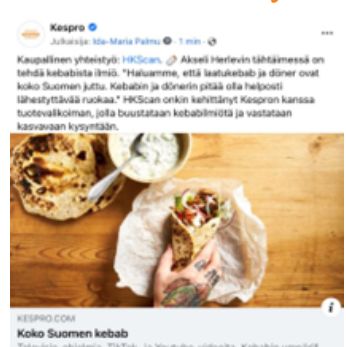 Kespro
Julkaisija: Ida-Maria Palmu · 1 min ·
Kaupallinen yhteistyö: HKScan. Akseli Herlevin tähtäimessä on
tehdä kebabista ilmiö. "Haluamme, että laatukebab ja döner ovat
koko Suomen juttu. Kebabin ja dönerin pitää olla helposti
lähestyttävää ruokaa." HKScan onkin kehittänyt Kespron kanssa
tuotevalikoiman, jolla buustataan kebabilmiötä ja vastataan
kasvavaan kysyntään.
KESPRO.COM
Koko Suomen kebab